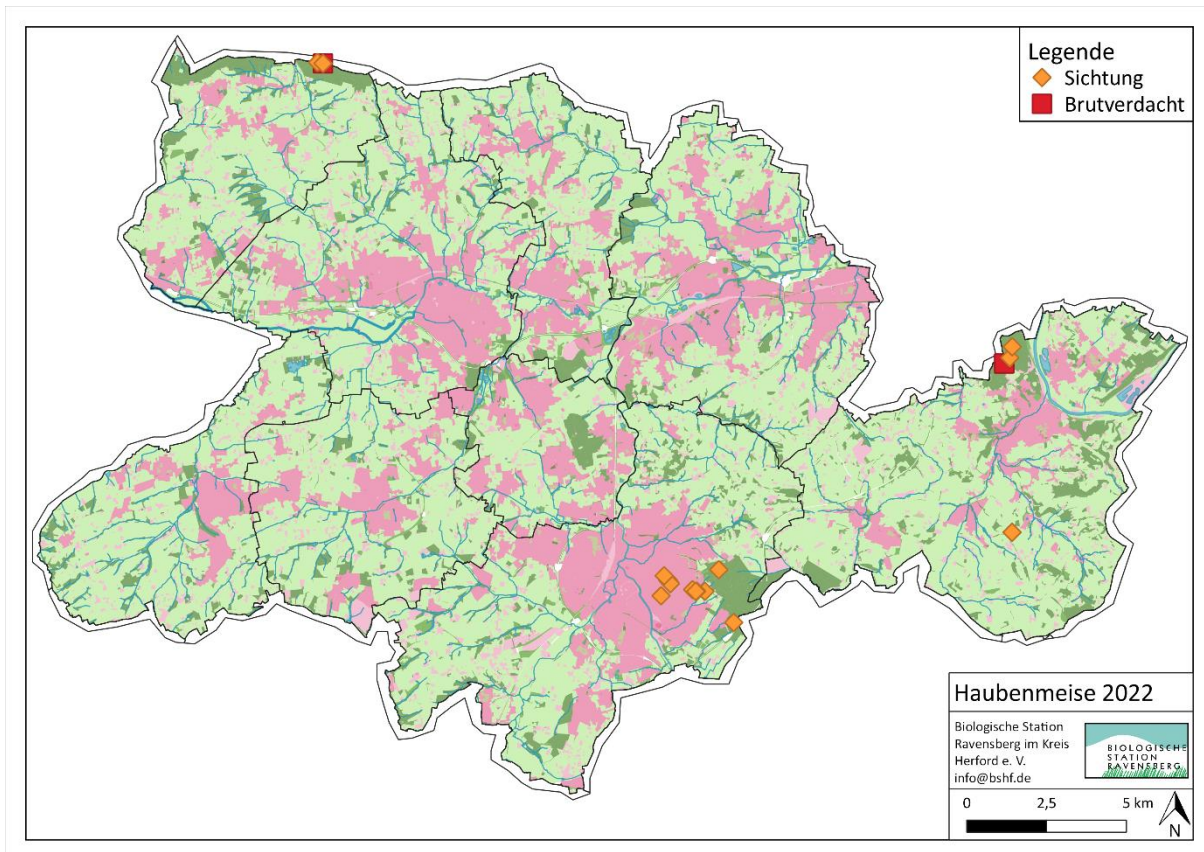 Legende
Sichtung
Brutverdacht
Haubenmeise 2022
Biologische Station
Ravensberg im Kreis
Herford e. V.
info@bshf.de
BIOLOGISCHE
STATION
RAVENSBERG
0 2,5 5 km
N